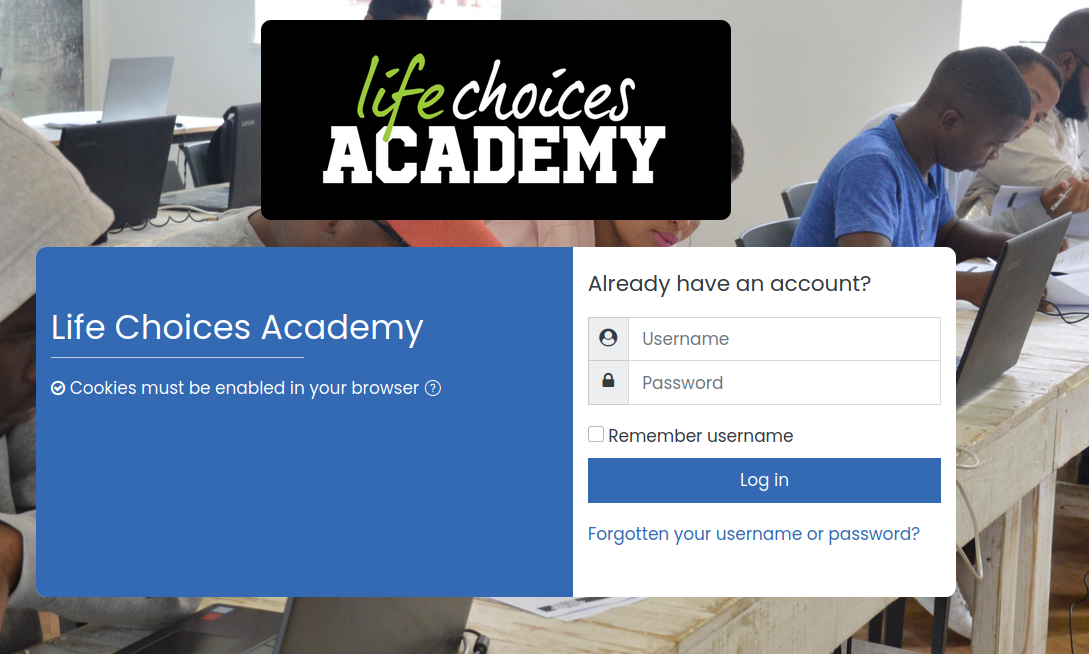 life choices
ACADEMY
Life Choices Academy
Cookies must be enabled in your browser ?
Already have an account?
Username
Password
Remember username
Log in
Forgotten your username or password?